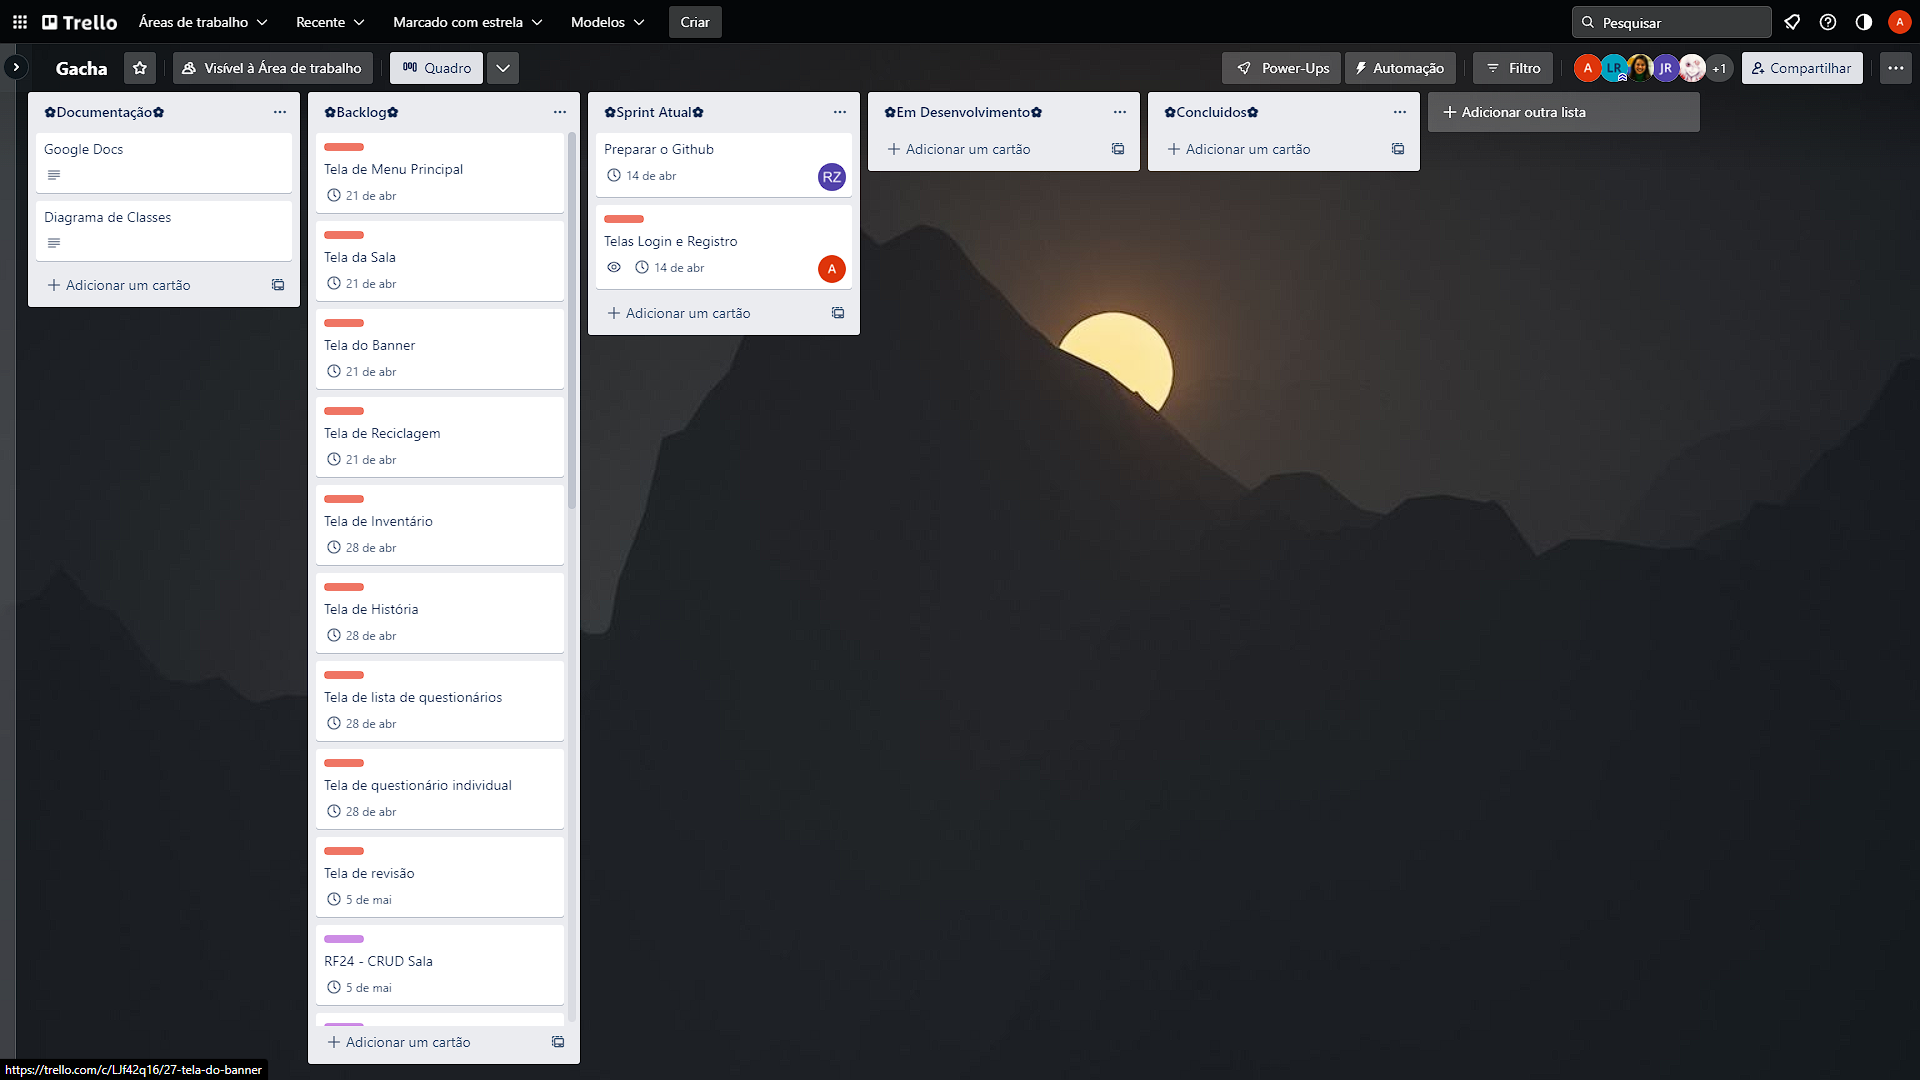 Trello
Áreas de trabalho
Recente
Marcado com estrela
Modelos
Criar
Pesquisar
A
Gacha
Visível à Área de trabalho
Quadro
Power-Ups
Automação
Filtro
A
LR
JR
+1
Compartilhar
✿Documentação✿
Google Docs
Diagrama de Classes
Adicionar um cartão
✿Backlog✿
Tela de Menu Principal
21 de abr
Tela da Sala
21 de abr
Tela do Banner
21 de abr
Tela de Reciclagem
21 de abr
Tela de Inventário
28 de abr
Tela de História
28 de abr
Tela de lista de questionários
28 de abr
Tela de questionário individual
28 de abr
Tela de revisão
5 de mai
RF24 - CRUD Sala
5 de mai
Adicionar um cartão
✿Sprint Atual✿
Preparar o Github
14 de abr
RZ
Telas Login e Registro
14 de abr
A
Adicionar um cartão
✿Em Desenvolvimento✿
Adicionar um cartão
✿Concluidos✿
Adicionar um cartão
Adicionar outra lista
https://trello.com/c/LJf42q16/27-tela-do-banner